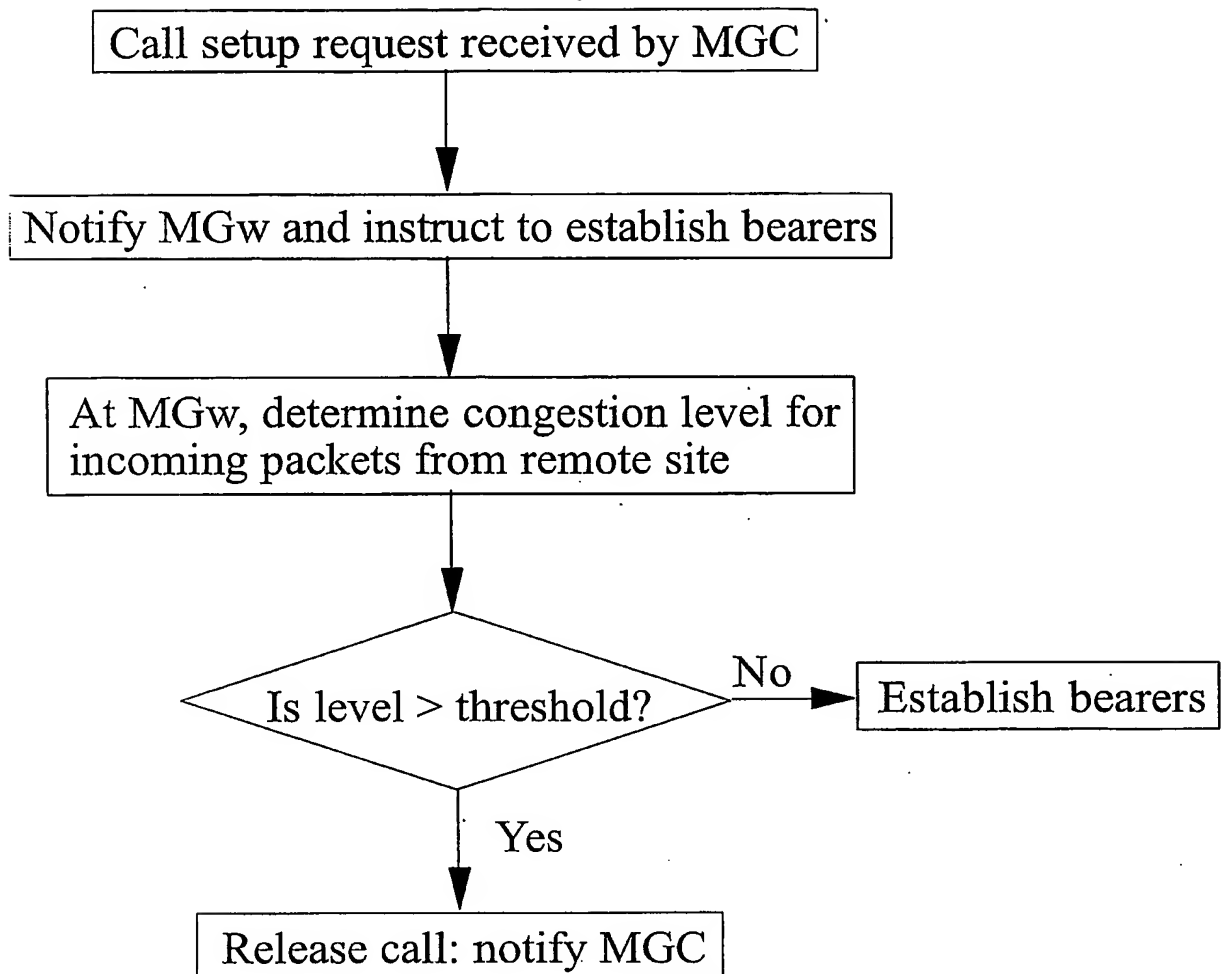 Call setup request received by MGC
Notify MGw and instruct to establish bearers
At MGw, determine congestion level for
incoming packets from remote site
Is level > threshold?
No
Establish bearers
Yes
Release call: notify MGC